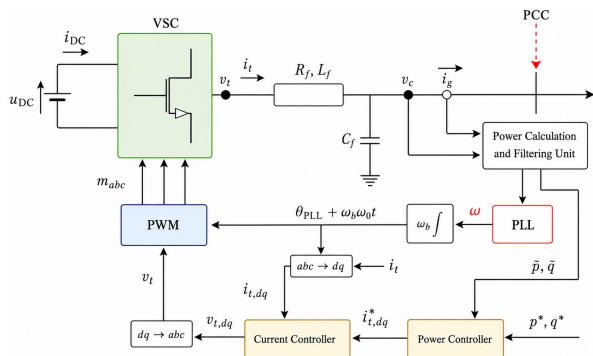 VSC
PCC
i_DC
u_DC
v_t
i_t
R_f, L_f
v_c
i_g
C_f
Power Calculation
and Filtering Unit
m_abc
θ_PLL + ω_b ω_0 t
ω_b ∫
ω
PLL
PWM
abc → dq
i_t
p̃, q̃
v_t
i_t,dq
v_t,dq
i*_t,dq
p*, q*
dq → abc
Current Controller
Power Controller